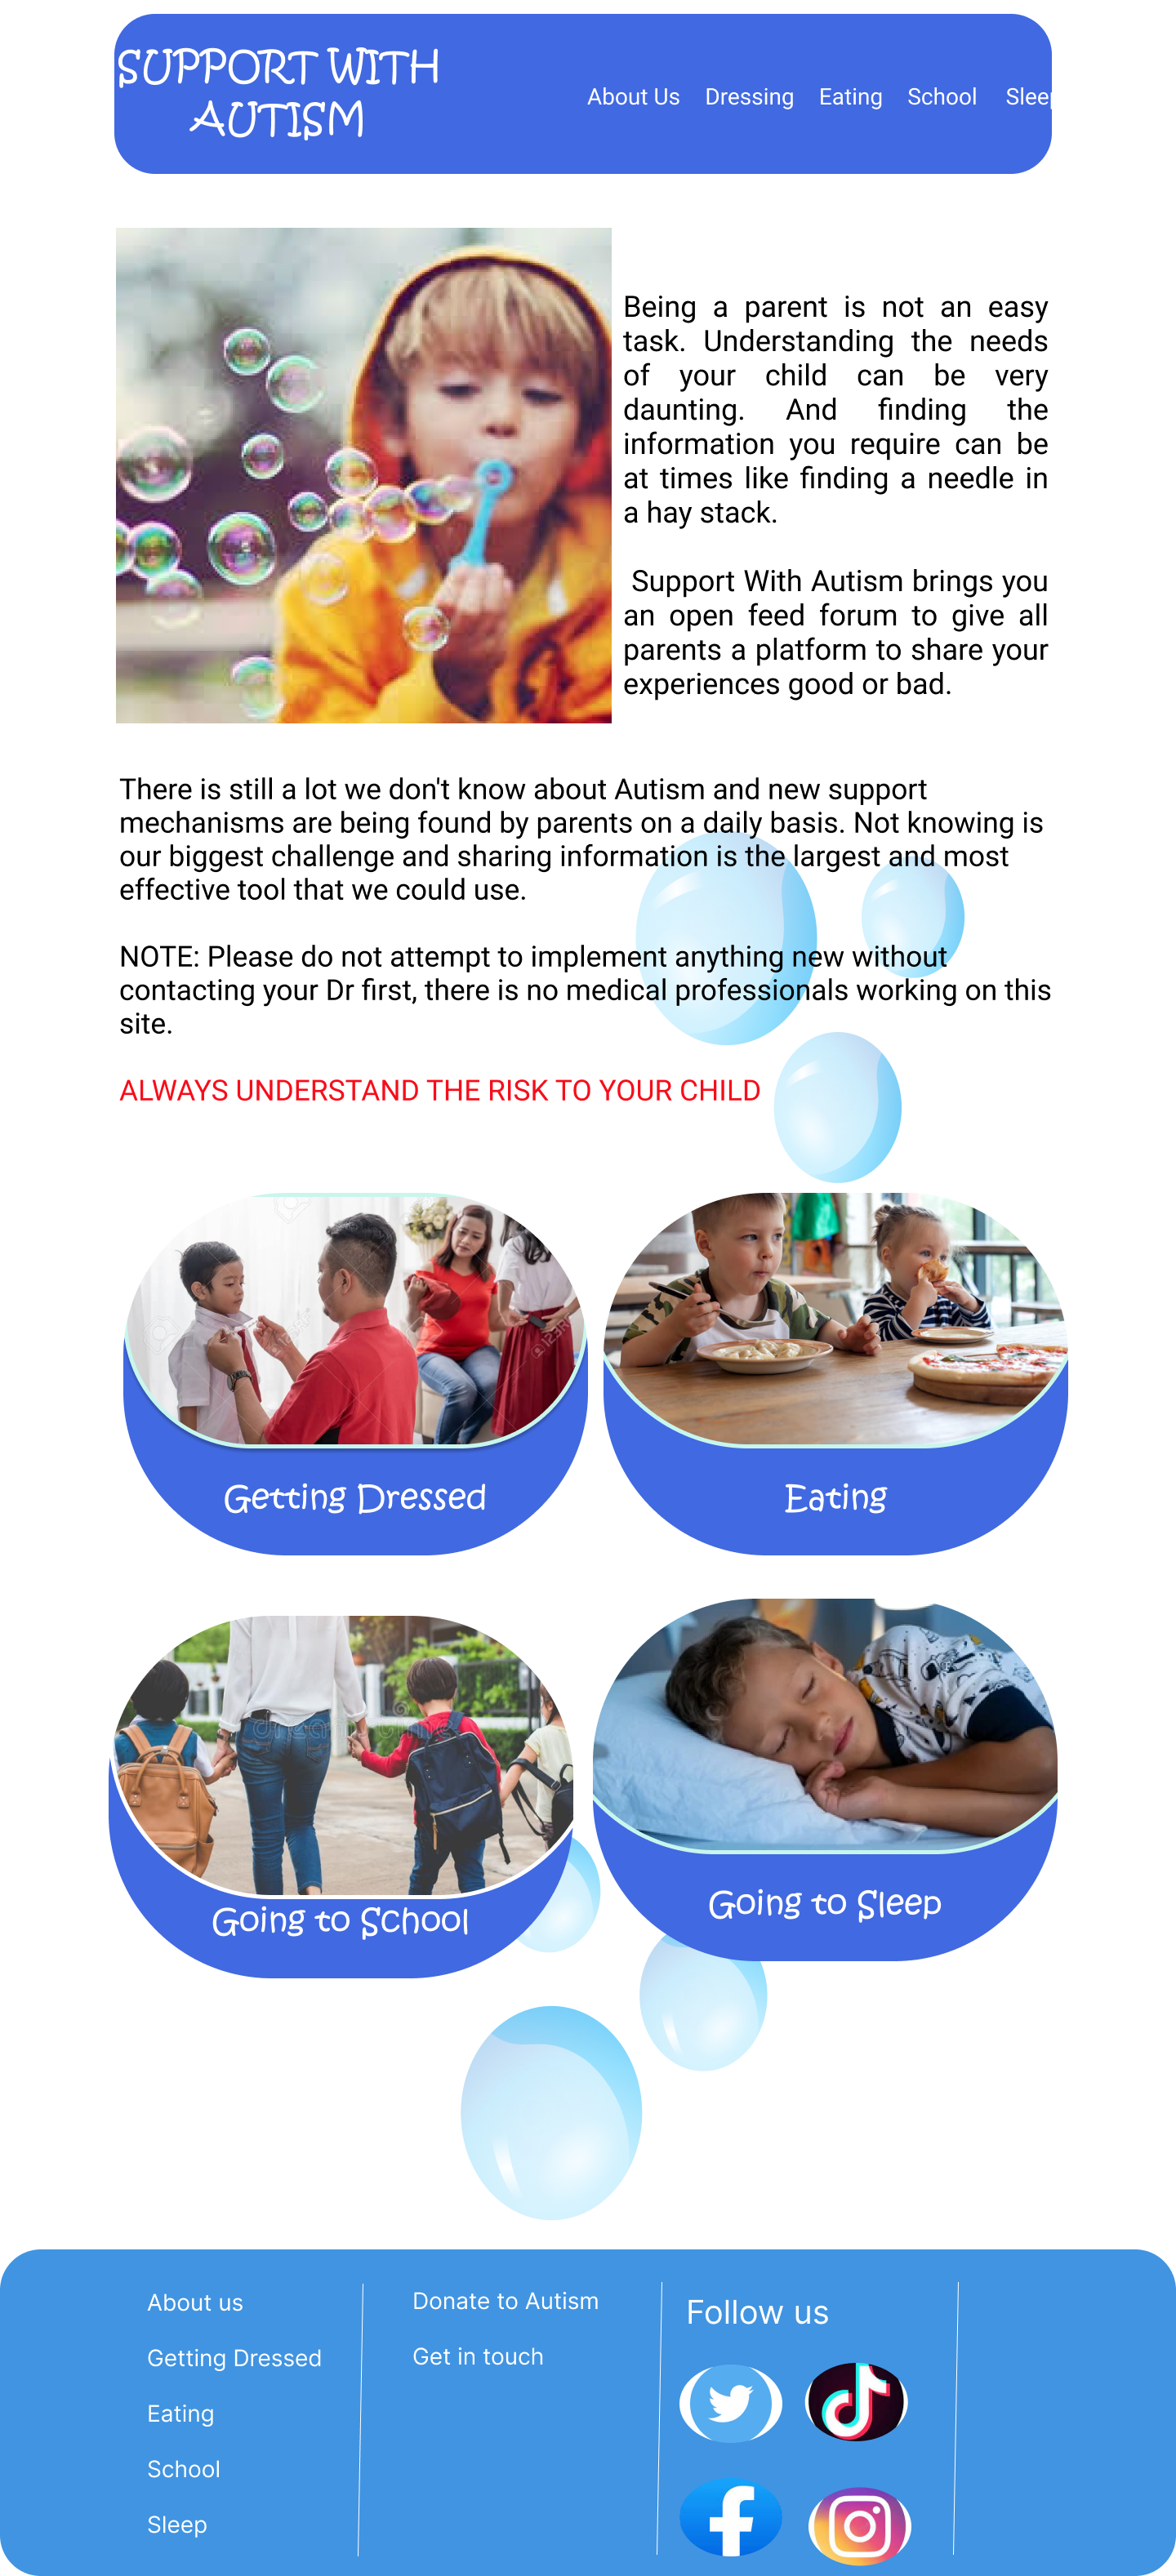 SUPPORT WITH
AUTISM
About Us Dressing Eating School Sleep
Being a parent is not an easy
task. Understanding the needs
of your child can be very
daunting. And finding the
information you require can be
at times like finding a needle in
a hay stack.
Support With Autism brings you
an open feed forum to give all
parents a platform to share your
experiences good or bad.
There is still a lot we don't know about Autism and new support
mechanisms are being found by parents on a daily basis. Not knowing is
our biggest challenge and sharing information is the largest and most
effective tool that we could use.
NOTE: Please do not attempt to implement anything new without
contacting your Dr first, there is no medical professionals working on this
site.
ALWAYS UNDERSTAND THE RISK TO YOUR CHILD
Getting Dressed
Eating
Going to School
Going to Sleep
About us
Getting Dressed
Eating
School
Sleep
Donate to Autism
Get in touch
Follow us